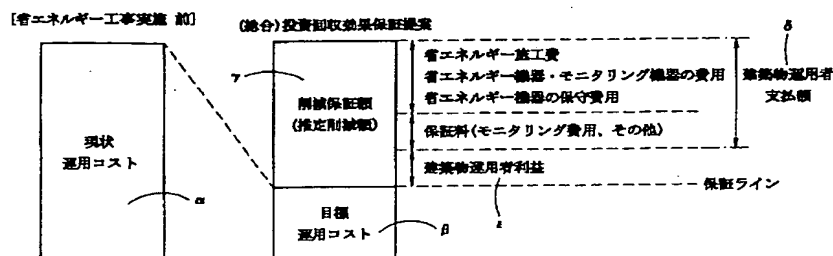 [省エネルギー工事実施 前]
(総合)投資回収効果保証提案
現状
運用コスト
α
γ
削減保証額
(推定削減額)
目標
運用コスト
β
省エネルギー施工費
省エネルギー機器・モニタリング機器の費用
省エネルギー機器の保守費用
保証料(モニタリング費用、その他)
建築物運用者利益
ε
保証ライン
δ
建築物運用者
支払額